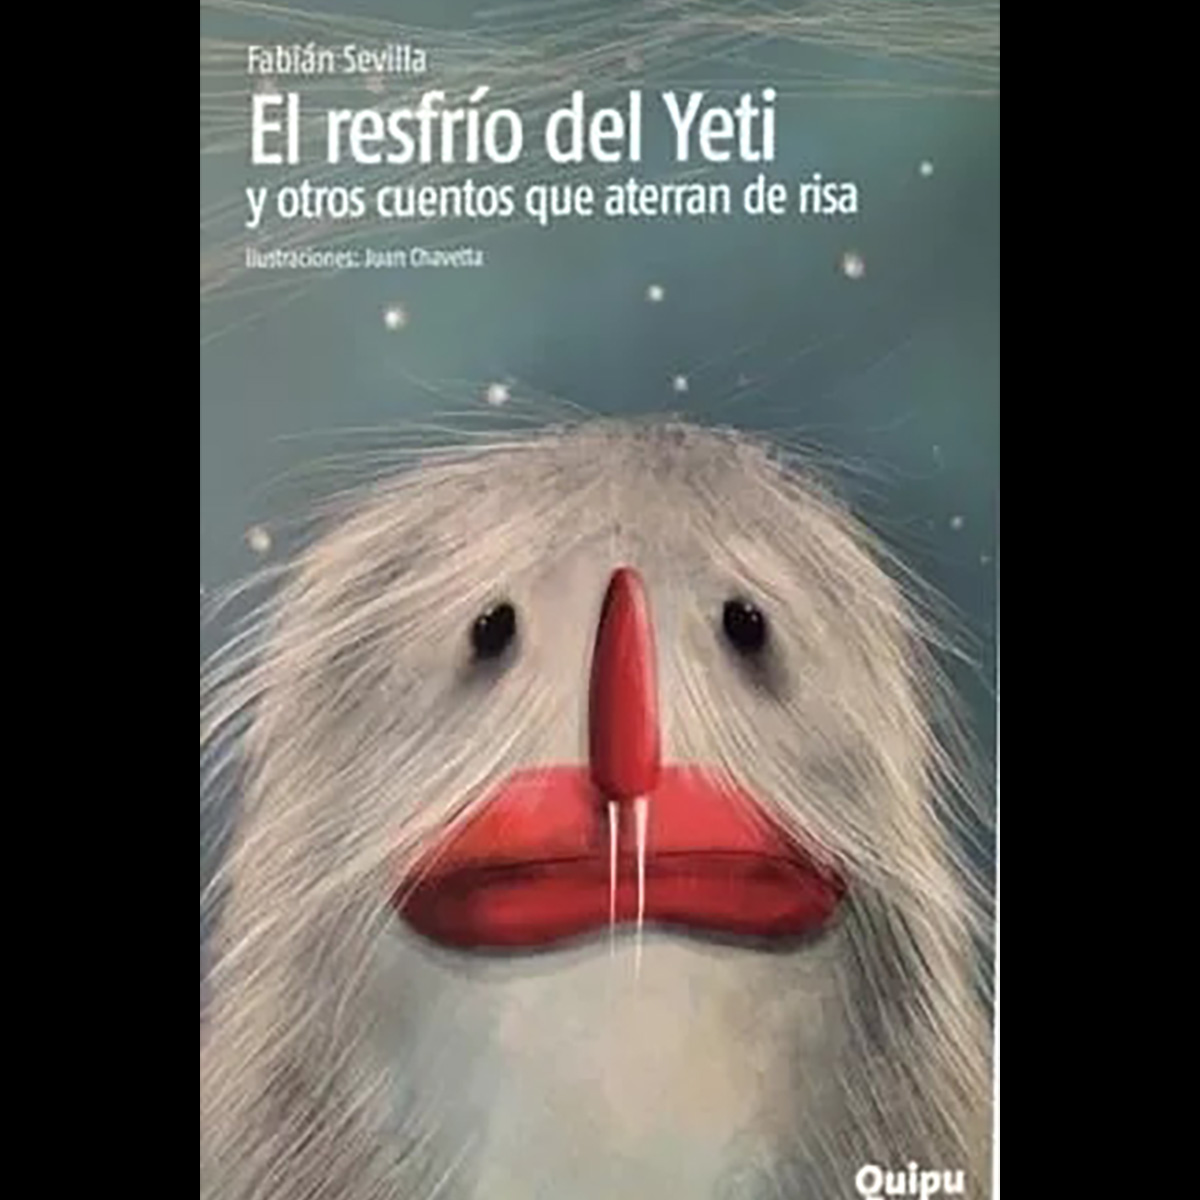 Fabián Sevilla
El resfrío del Yeti
y otros cuentos que aterran de risa
Ilustraciones: Juan Chavetta
Quipu